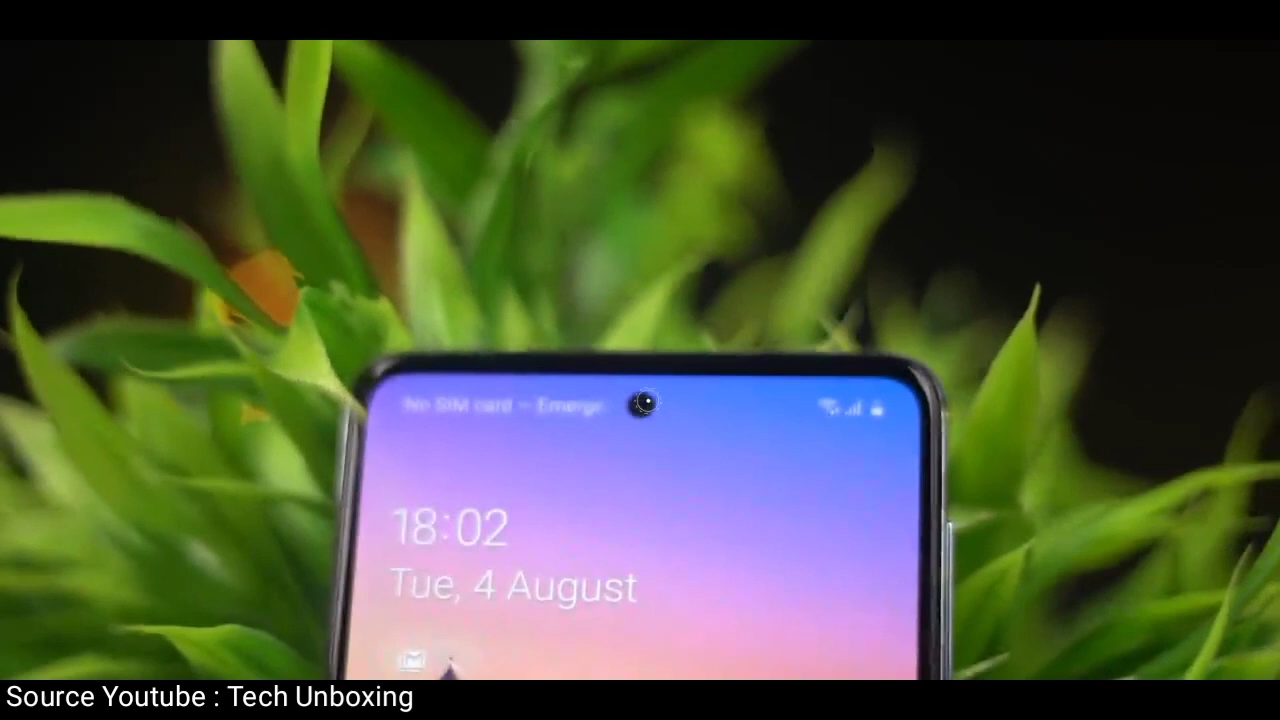 No SIM card – Emerge
18:02
Tue, 4 August
Source Youtube : Tech Unboxing